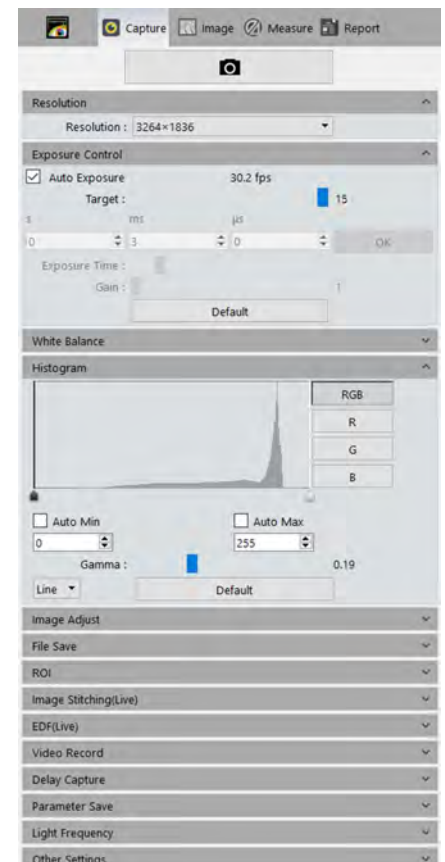 Capture Image Measure Report
Resolution
Resolution : 3264×1836
Exposure Control
Auto Exposure 30.2 fps
Target : 15
s ms μs
0 3 0 OK
Exposure Time :
Gain : 1
Default
White Balance
Histogram
RGB
R
G
B
Auto Min Auto Max
0 255
Gamma : 0.19
Line Default
Image Adjust
File Save
ROI
Image Stitching(Live)
EDF(Live)
Video Record
Delay Capture
Parameter Save
Light Frequency
Other Settings